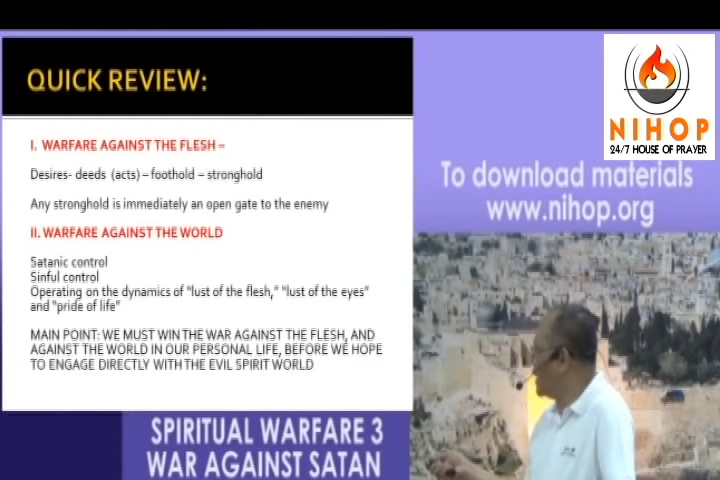 QUICK REVIEW:
I. WARFARE AGAINST THE FLESH =
Desires- deeds (acts) – foothold – stronghold
Any stronghold is immediately an open gate to the enemy
II. WARFARE AGAINST THE WORLD
Satanic control
Sinful control
Operating on the dynamics of “lust of the flesh,” “lust of the eyes”
and “pride of life”
MAIN POINT: WE MUST WIN THE WAR AGAINST THE FLESH, AND
AGAINST THE WORLD IN OUR PERSONAL LIFE, BEFORE WE HOPE
TO ENGAGE DIRECTLY WITH THE EVIL SPIRIT WORLD
NIHOP
24/7 HOUSE OF PRAYER
To download materials
www.nihop.org
SPIRITUAL WARFARE 3
WAR AGAINST SATAN